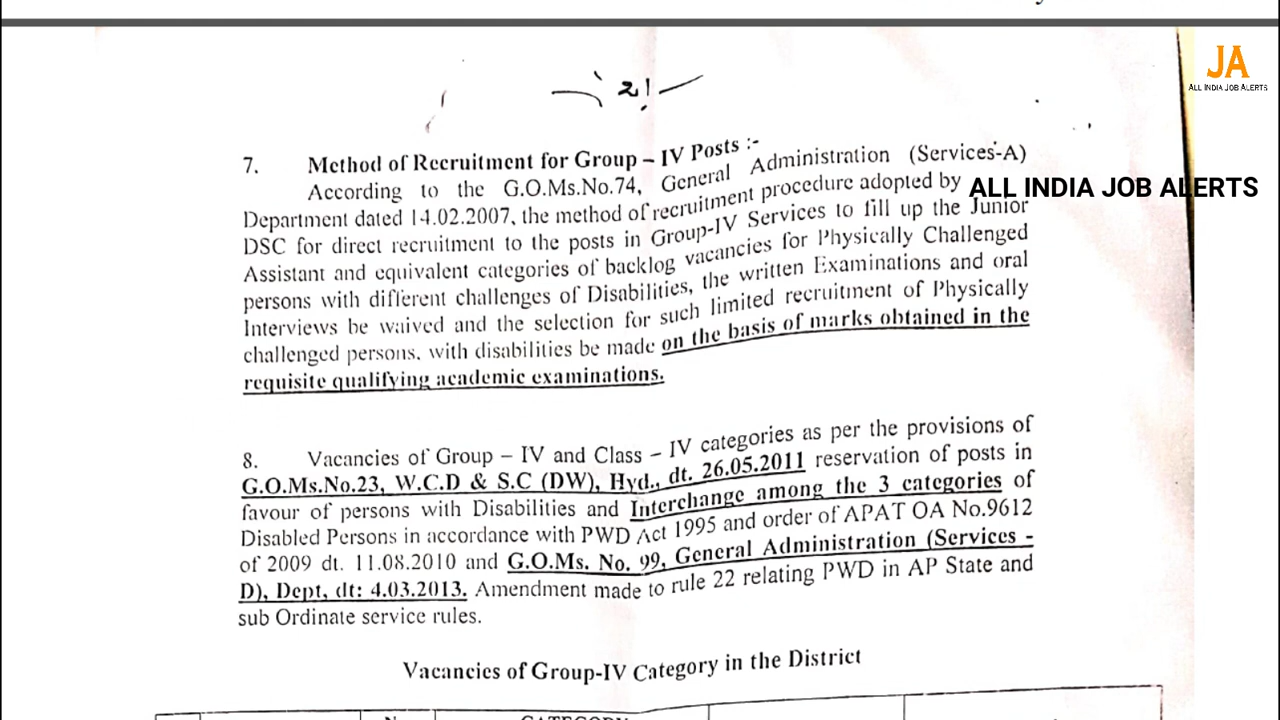 JA
ALL INDIA JOB ALERTS
2
7. Method of Recruitment for Group – IV Posts :-
According to the G.O.Ms.No.74, General Administration (Services-A)
Department dated 14.02.2007, the method of recruitment procedure adopted by
ALL INDIA JOB ALERTS
DSC for direct recruitment to the posts in Group-IV Services to fill up the Junior
Assistant and equivalent categories of backlog vacancies for Physically Challenged
persons with different challenges of Disabilities, the written Examinations and oral
Interviews be waived and the selection for such limited recruitment of Physically
challenged persons, with disabilities be made on the basis of marks obtained in the
requisite qualifying academic examinations.
8. Vacancies of Group – IV and Class – IV categories as per the provisions of
G.O.Ms.No.23, W.C.D & S.C (DW), Hyd., dt. 26.05.2011 reservation of posts in
favour of persons with Disabilities and Interchange among the 3 categories of
Disabled Persons in accordance with PWD Act 1995 and order of APAT OA No.9612
of 2009 dt. 11.08.2010 and G.O.Ms. No. 99, General Administration (Services -
D), Dept, dt: 4.03.2013. Amendment made to rule 22 relating PWD in AP State and
sub Ordinate service rules.
Vacancies of Group-IV Category in the District
CATEGORY